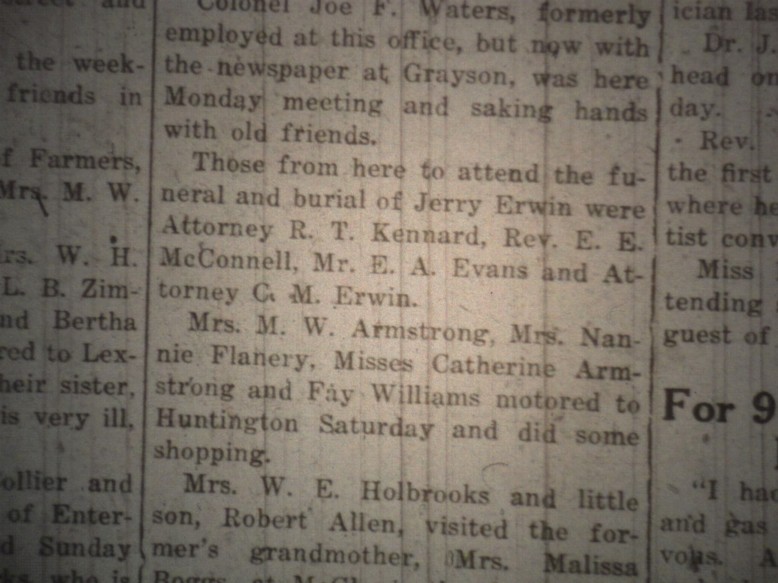 the week-
friends in
f Farmers,
Mrs. M. W.
rs. W. H.
L. B. Zim-
nd Bertha
red to Lex-
heir sister,
is very ill,
ollier and
of Enter-
d Sunday
who is
Colonel Joe F. Waters, formerly
employed at this office, but now with
the newspaper at Grayson, was here
Monday meeting and saking hands
with old friends.
Those from here to attend the fu-
neral and burial of Jerry Erwin were
Attorney R. T. Kennard, Rev. E. E.
McConnell, Mr. E. A. Evans and At-
torney C. M. Erwin.
Mrs. M. W. Armstrong, Mrs. Nan-
nie Flanery, Misses Catherine Arm-
strong and Fay Williams motored to
Huntington Saturday and did some
shopping.
Mrs. W. E. Holbrooks and little
son, Robert Allen, visited the for-
mer's grandmother, Mrs. Malissa
ician las
Dr. J.
head on
day.
Rev.
the first
where he
tist conv
Miss
tending
guest of
For 9
"I had
and gas
A